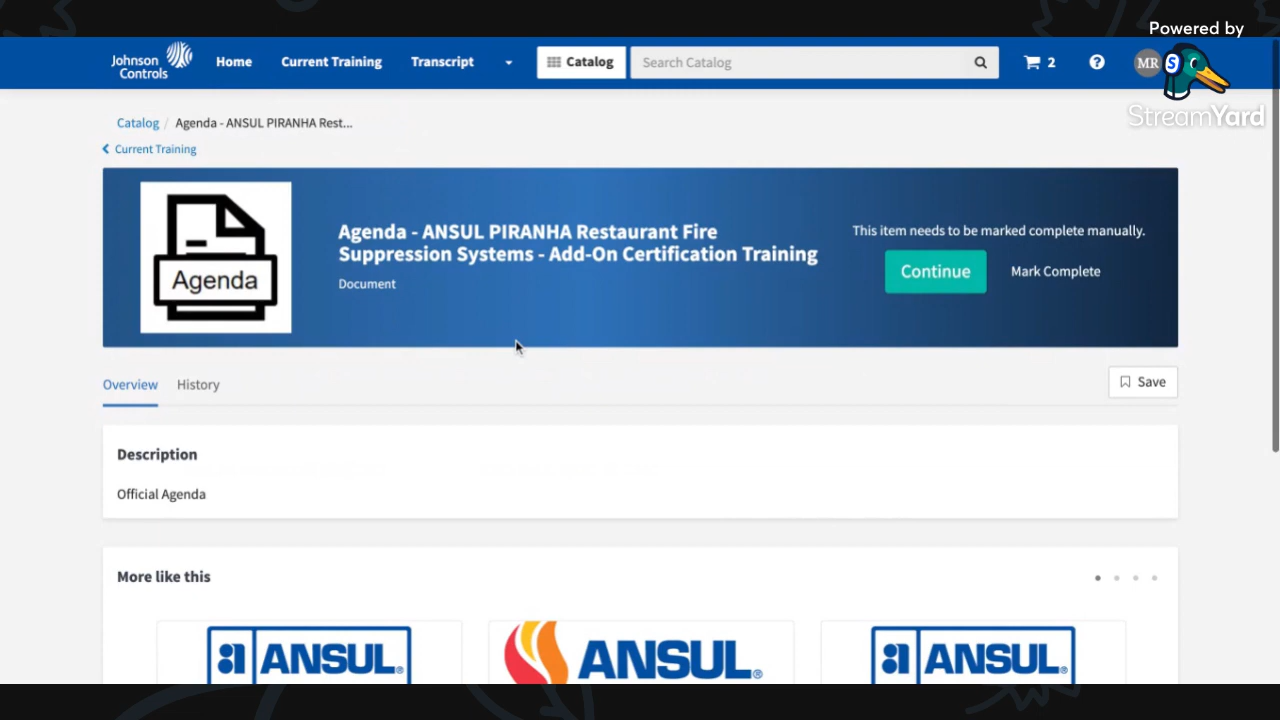 Powered by
StreamYard
Johnson
Controls
Home
Current Training
Transcript
Catalog
Search Catalog
2
MR
S
Catalog / Agenda - ANSUL PIRANHA Rest...
Current Training
Agenda
Agenda - ANSUL PIRANHA Restaurant Fire
Suppression Systems - Add-On Certification Training
Document
This item needs to be marked complete manually.
Continue
Mark Complete
Overview
History
Save
Description
Official Agenda
More like this
a ANSUL®
ANSUL®
a ANSUL®